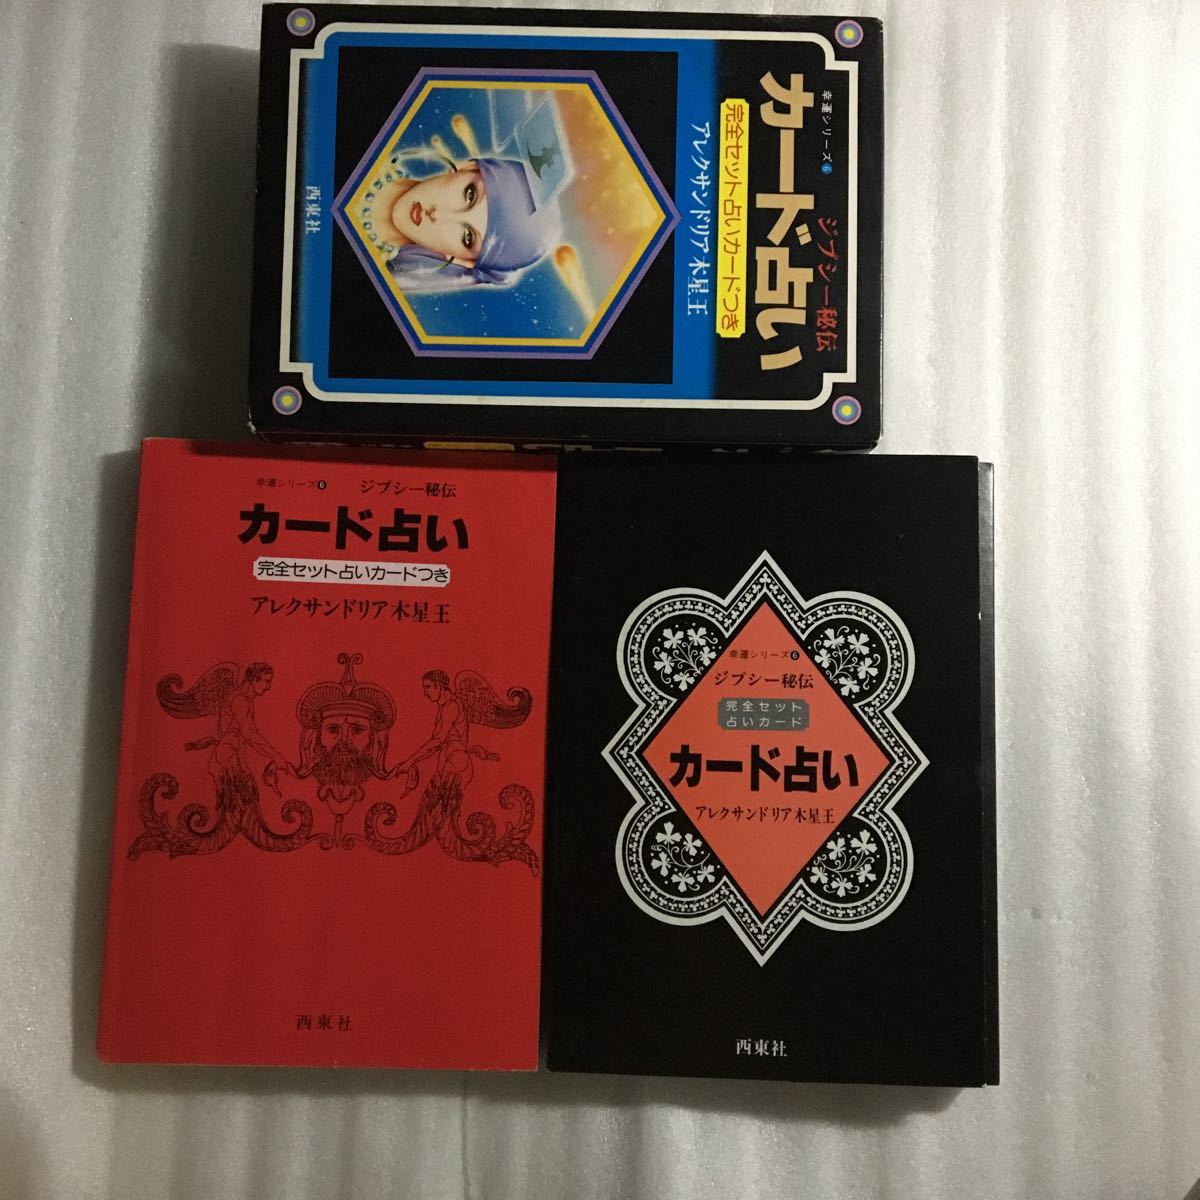 幸運シリーズ6
ジプシー秘伝
カード占い
完全セット占いカードつき
アレクサンドリア木星王
西東社
幸運シリーズ6
ジプシー秘伝
カード占い
完全セット占いカードつき
アレクサンドリア木星王
西東社
幸運シリーズ6
ジプシー秘伝
完全セット
占いカード
カード占い
アレクサンドリア木星王
西東社